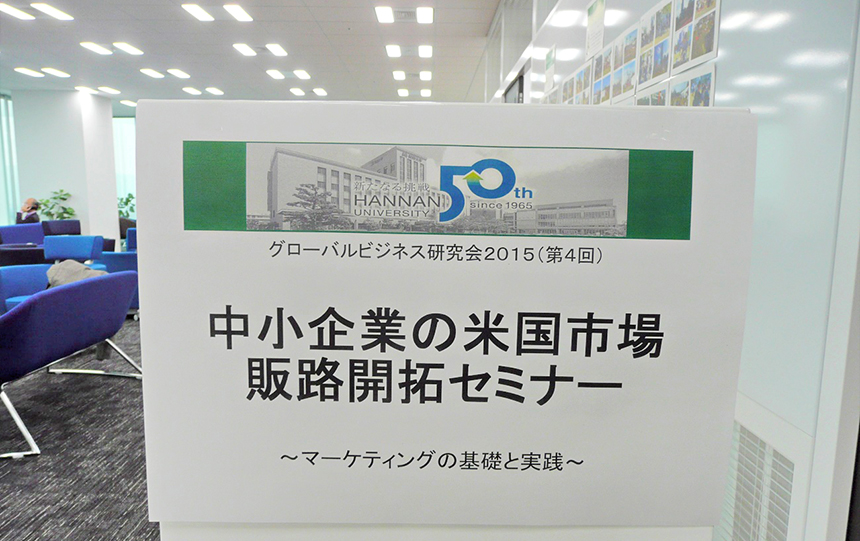 新たなる挑戦
HANNAN
UNIVERSITY
50th
since 1965
グローバルビジネス研究会2015（第4回）
中小企業の米国市場
販路開拓セミナー
～マーケティングの基礎と実践～